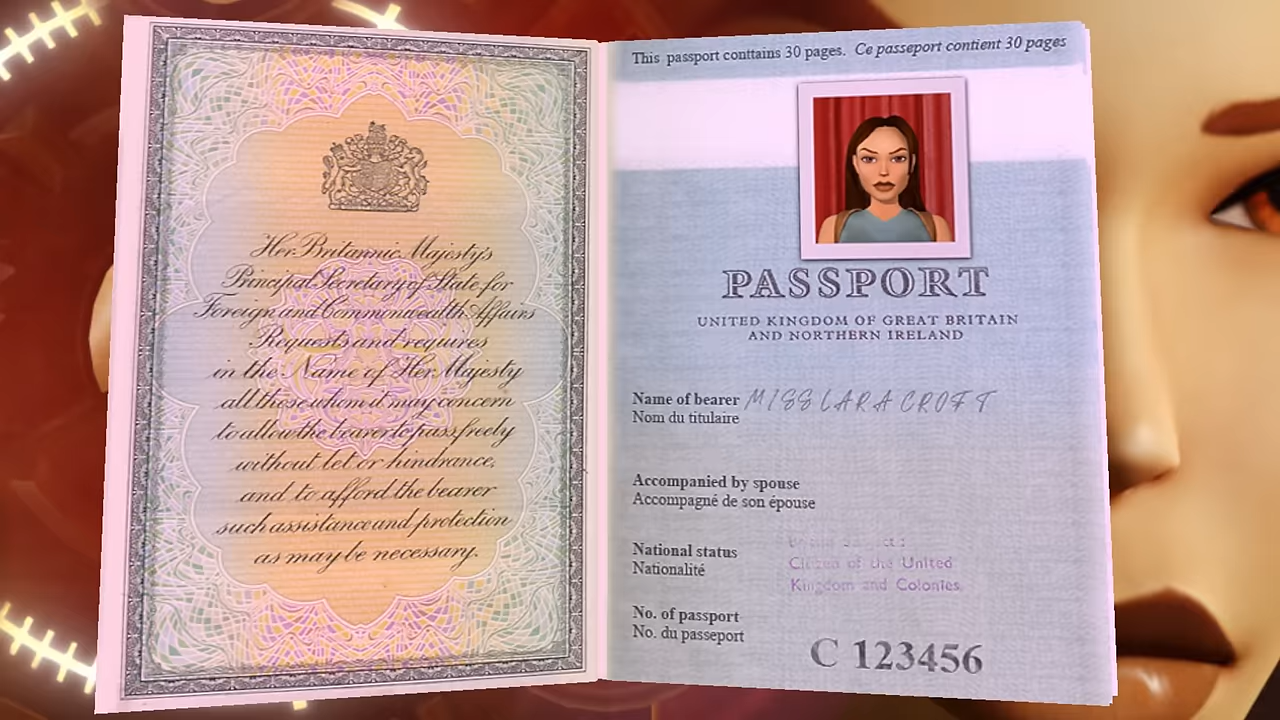 Her Britannic Majesty's
Principal Secretary of State for
Foreign and Commonwealth Affairs
Requests and requires
in the Name of Her Majesty
all those whom it may concern
to allow the bearer to pass freely
without let or hindrance,
and to afford the bearer
such assistance and protection
as may be necessary.
This passport conttains 30 pages. Ce passeport contient 30 pages
PASSPORT
UNITED KINGDOM OF GREAT BRITAIN
AND NORTHERN IRELAND
Name of bearer MISS LARA CROFT
Nom du titulaire
Accompanied by spouse
Accompagné de son épouse
National status
Nationalité
Citizen of the United
Kingdom and Colonies.
No. of passport
No. du passeport
C 123456